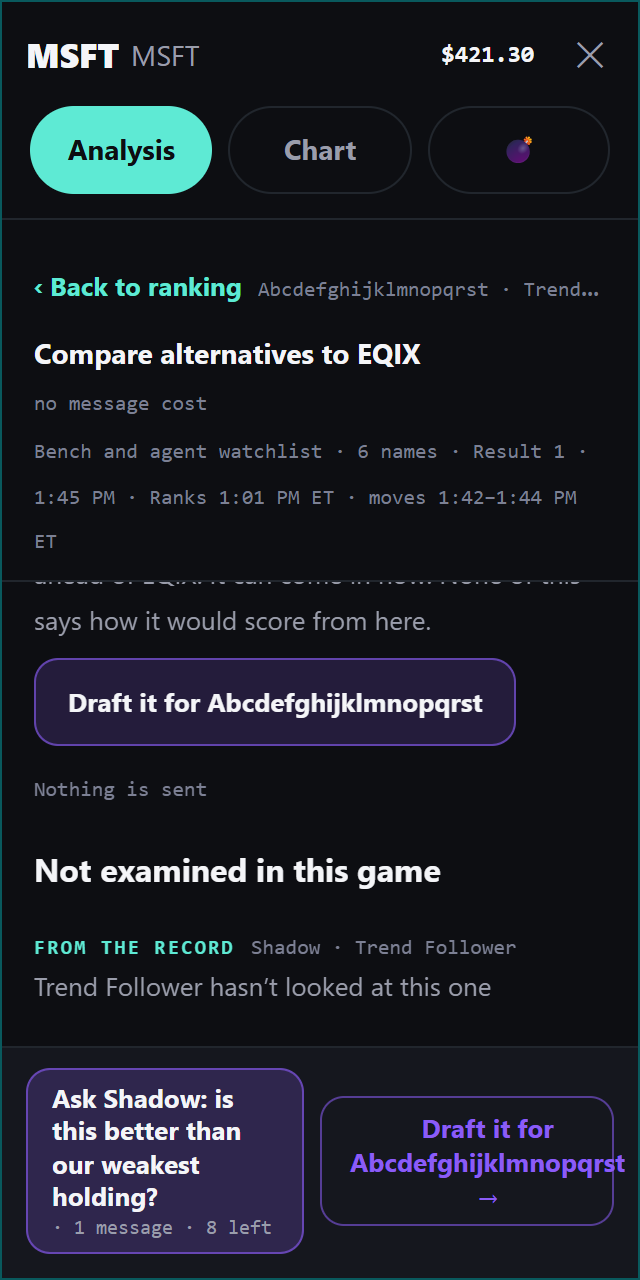 MSFT MSFT $421.30
Analysis Chart
‹ Back to ranking Abcdefghijklmnopqrst · Trend…
Compare alternatives to EQIX
no message cost
Bench and agent watchlist · 6 names · Result 1 ·
1:45 PM · Ranks 1:01 PM ET · moves 1:42–1:44 PM
ET
says how it would score from here.
Draft it for Abcdefghijklmnopqrst
Nothing is sent
Not examined in this game
FROM THE RECORD Shadow · Trend Follower
Trend Follower hasn’t looked at this one
Ask Shadow: is
this better than
our weakest
holding?
· 1 message · 8 left
Draft it for
Abcdefghijklmnopqrst
→